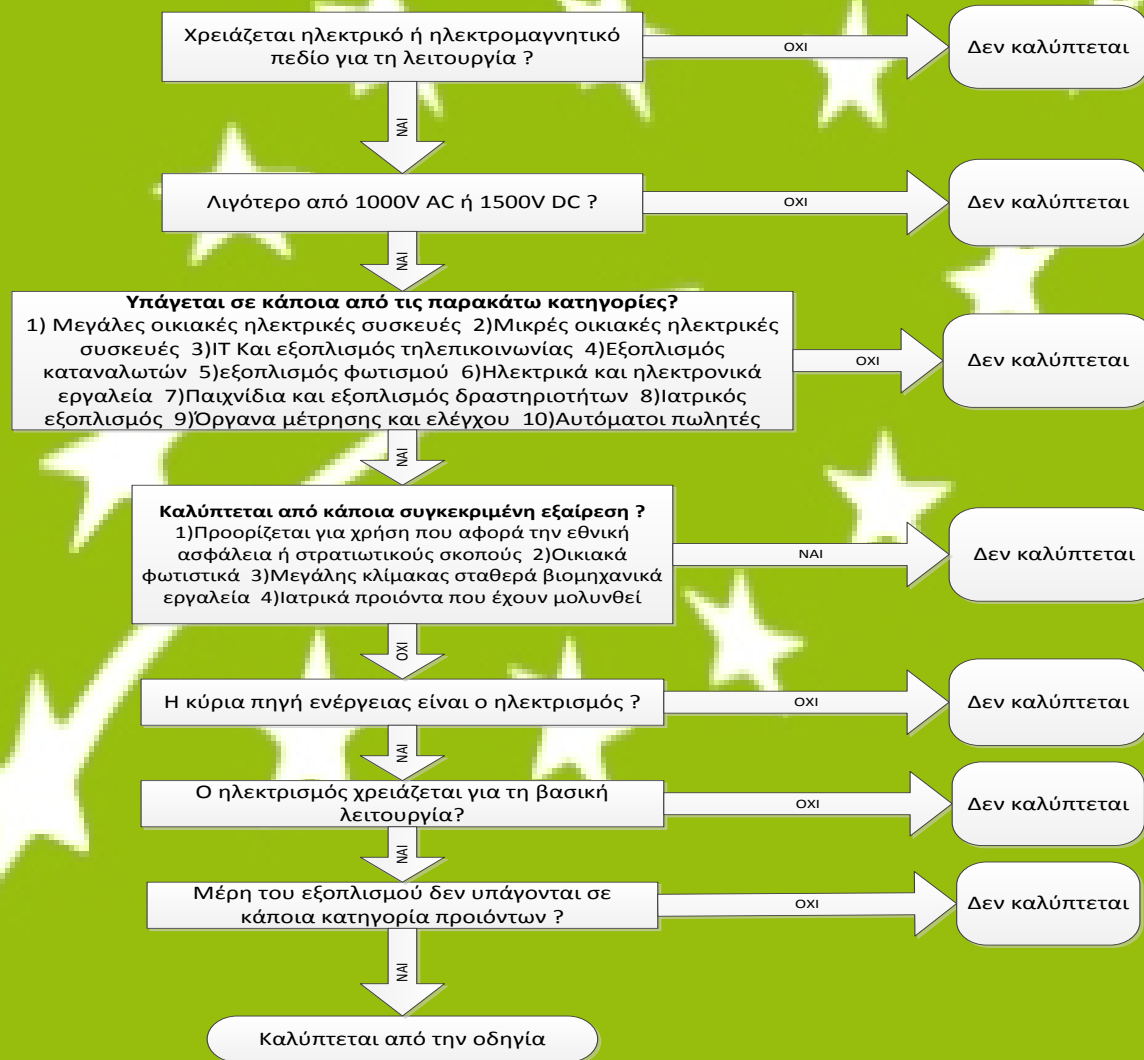 Χρειάζεται ηλεκτρικό ή ηλεκτρομαγνητικό
πεδίο για τη λειτουργία ?
ΟΧΙ
Δεν καλύπτεται
ΝΑΙ
Λιγότερο από 1000V AC ή 1500V DC ?
ΟΧΙ
Δεν καλύπτεται
ΝΑΙ
Υπάγεται σε κάποια από τις παρακάτω κατηγορίες?
1) Μεγάλες οικιακές ηλεκτρικές συσκευές 2)Μικρές οικιακές ηλεκτρικές
συσκευές 3)ΙΤ Και εξοπλισμός τηλεπικοινωνίας 4)Εξοπλισμός
καταναλωτών 5)εξοπλισμός φωτισμού 6)Ηλεκτρικά και ηλεκτρονικά
εργαλεία 7)Παιχνίδια και εξοπλισμός δραστηριοτήτων 8)Ιατρικός
εξοπλισμός 9)Όργανα μέτρησης και ελέγχου 10)Αυτόματοι πωλητές
ΟΧΙ
Δεν καλύπτεται
ΝΑΙ
Καλύπτεται από κάποια συγκεκριμένη εξαίρεση ?
1)Προορίζεται για χρήση που αφορά την εθνική
ασφάλεια ή στρατιωτικούς σκοπούς 2)Οικιακά
φωτιστικά 3)Μεγάλης κλίμακας σταθερά βιομηχανικά
εργαλεία 4)Ιατρικά προιόντα που έχουν μολυνθεί
ΝΑΙ
Δεν καλύπτεται
ΟΧΙ
Η κύρια πηγή ενέργειας είναι ο ηλεκτρισμός ?
ΟΧΙ
Δεν καλύπτεται
ΝΑΙ
Ο ηλεκτρισμός χρειάζεται για τη βασική
λειτουργία?
ΟΧΙ
Δεν καλύπτεται
ΝΑΙ
Μέρη του εξοπλισμού δεν υπάγονται σε
κάποια κατηγορία προιόντων ?
ΟΧΙ
Δεν καλύπτεται
ΝΑΙ
Καλύπτεται από την οδηγία